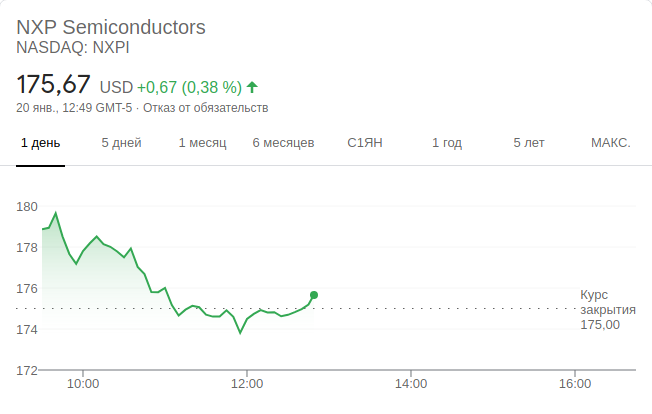 NXP Semiconductors
NASDAQ: NXPI
175,67 USD +0,67 (0,38 %)
20 янв., 12:49 GMT-5 · Отказ от обязательств
1 день 5 дней 1 месяц 6 месяцев С1ЯН 1 год 5 лет МАКС.
180
178
176
174
172
Курс
закрытия
175,00
10:00 12:00 14:00 16:00